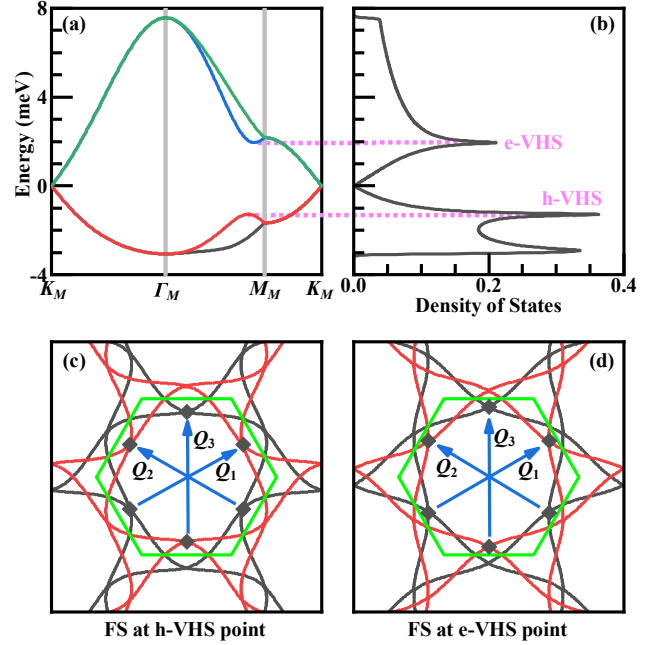 (a)
(b)
8
4
0
-4
Energy (meV)
K_M
Γ_M
M_M
K_M
e-VHS
h-VHS
0.0
0.2
0.4
Density of States
(c)
(d)
Q_3
Q_2
Q_1
Q_3
Q_2
Q_1
FS at h-VHS point
FS at e-VHS point